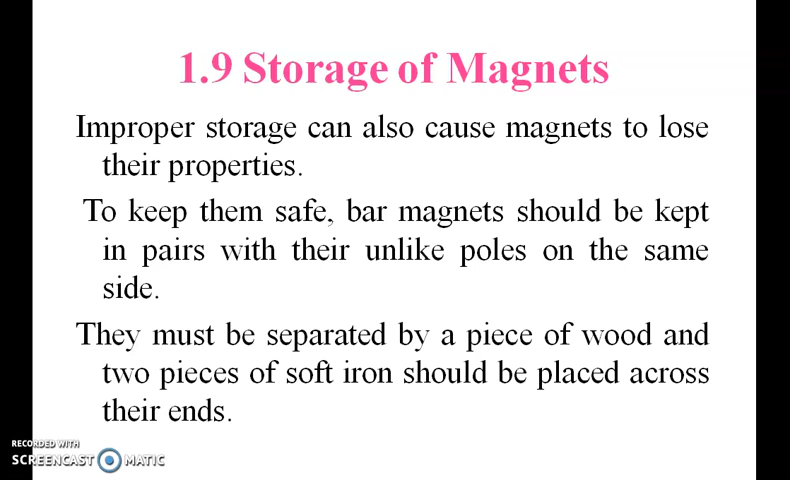 1.9 Storage of Magnets
Improper storage can also cause magnets to lose
their properties.
To keep them safe, bar magnets should be kept
in pairs with their unlike poles on the same
side.
They must be separated by a piece of wood and
two pieces of soft iron should be placed across
their ends.
RECORDED WITH
SCREENCAST MATIC